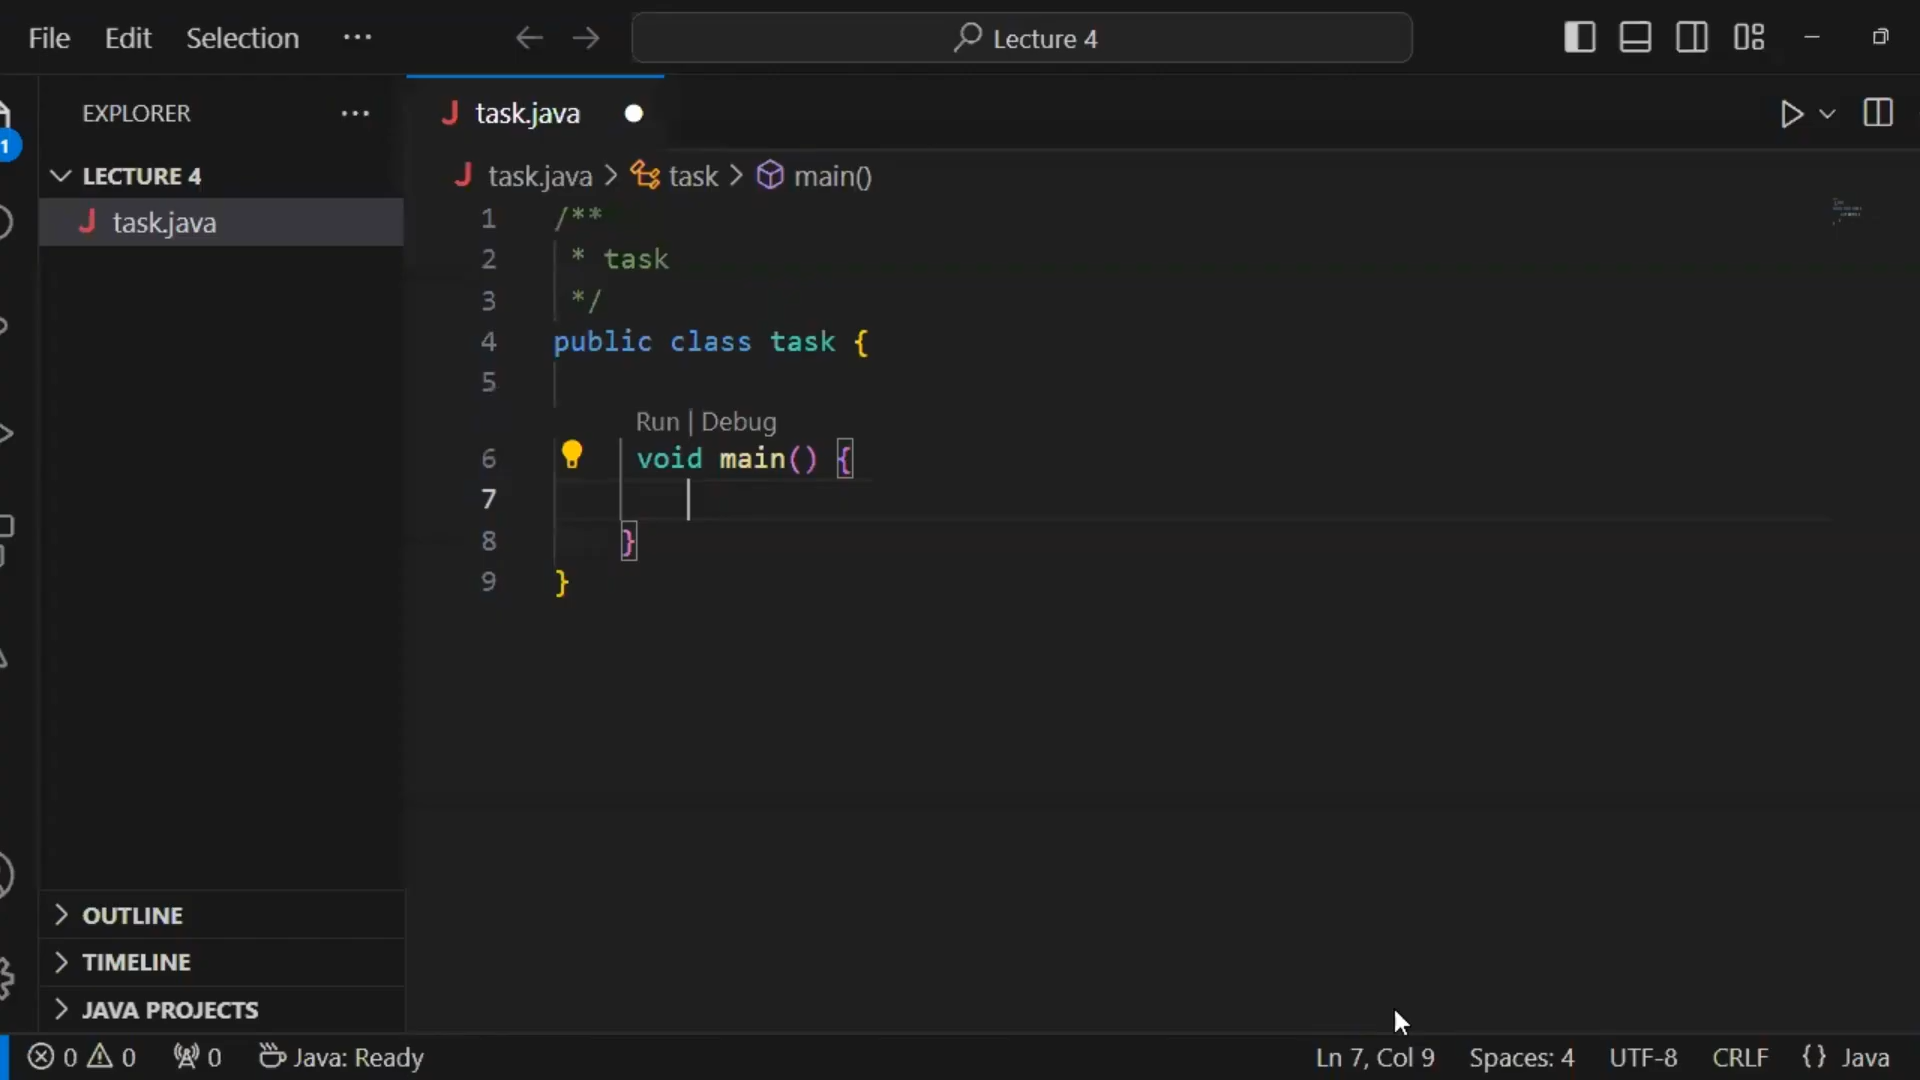 File Edit Selection ···
Lecture 4
EXPLORER ···
1
LECTURE 4
J task.java
OUTLINE
TIMELINE
JAVA PROJECTS
J task.java
J task.java > task > main()
1 /**
2 * task
3 */
4 public class task {
5
Run | Debug
6 void main() {
7
8 }
9 }
0 0 0 Java: Ready Ln 7, Col 9 Spaces: 4 UTF-8 CRLF {} Java